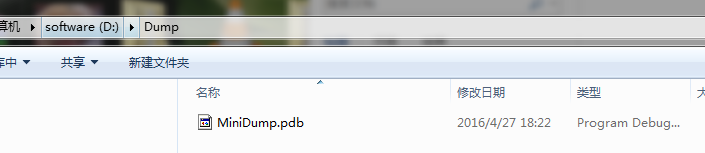 算机 ▸ software (D:) ▸ Dump
库中 ▼ 共享 ▼ 新建文件夹
名称 修改日期 类型
MiniDump.pdb 2016/4/27 18:22 Program Debug...